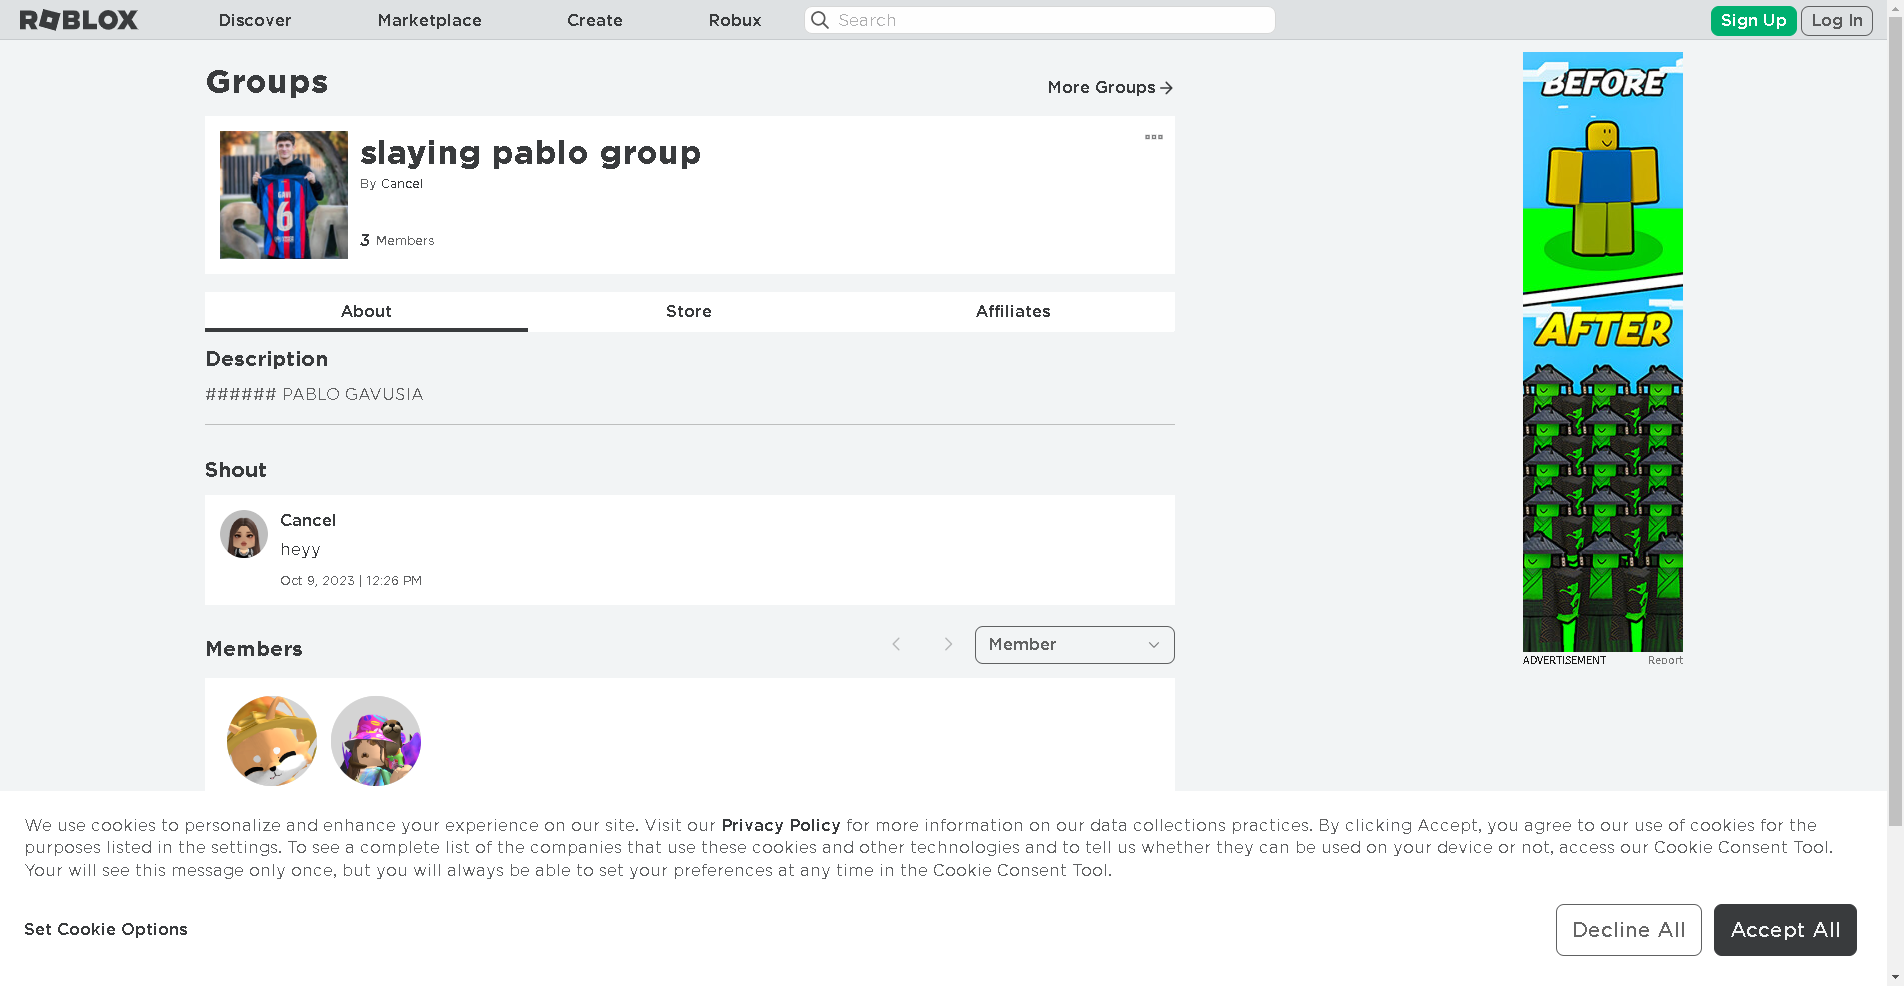 ROBLOX Discover Marketplace Create Robux Search Sign Up Log In
Groups
More Groups
slaying pablo group
By Cancel
3 Members
GAVI
6
About Store Affiliates
Description
###### PABLO GAVUSIA
Shout
Cancel
heyy
Oct 9, 2023 | 12:26 PM
Members
Member
BEFORE
AFTER
ADVERTISEMENT Report
We use cookies to personalize and enhance your experience on our site. Visit our Privacy Policy for more information on our data collections practices. By clicking Accept, you agree to our use of cookies for the
purposes listed in the settings. To see a complete list of the companies that use these cookies and other technologies and to tell us whether they can be used on your device or not, access our Cookie Consent Tool.
Your will see this message only once, but you will always be able to set your preferences at any time in the Cookie Consent Tool.
Set Cookie Options
Decline All Accept All